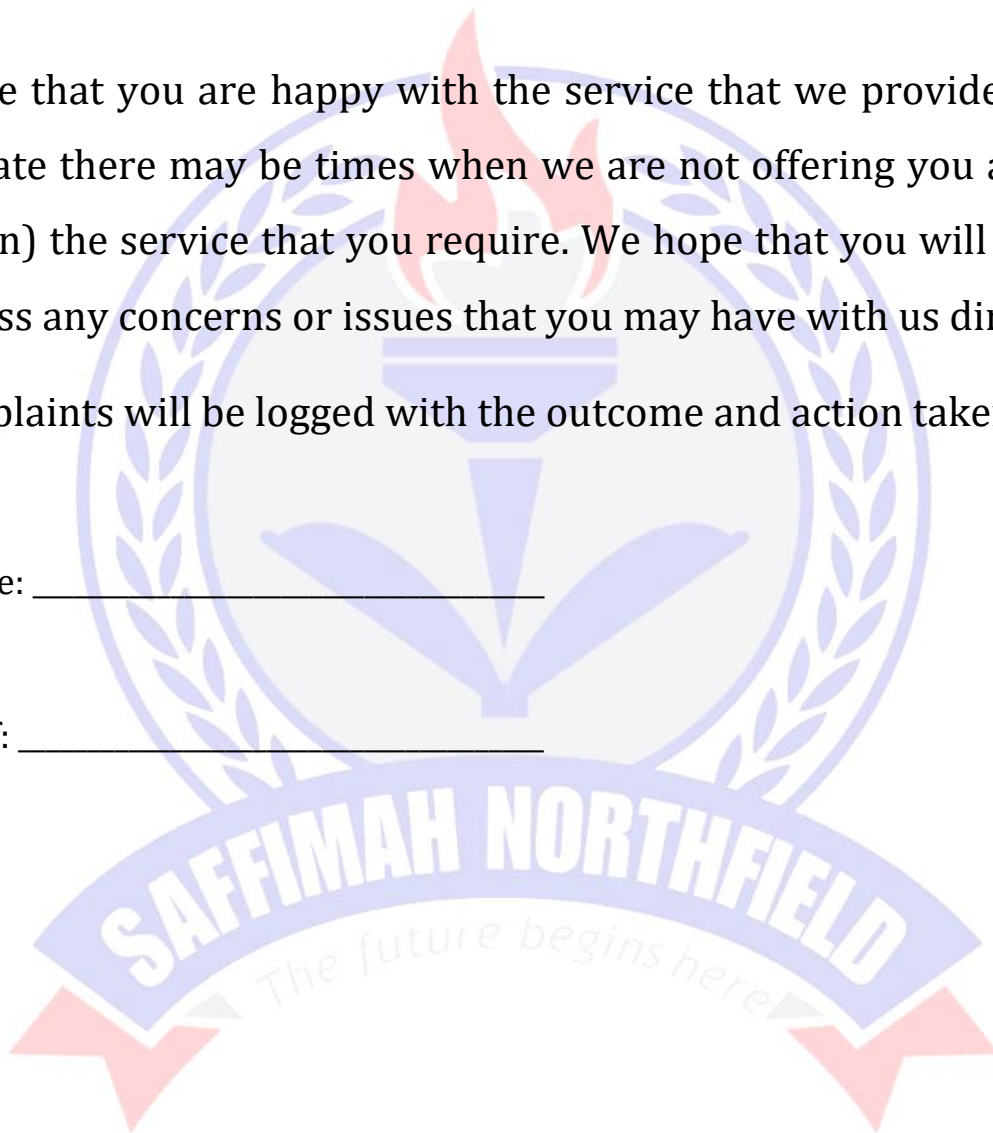 e that you are happy with the service that we provide
ate there may be times when we are not offering you a
n) the service that you require. We hope that you will
ss any concerns or issues that you may have with us dir
plaints will be logged with the outcome and action take
e: ______________________________
: ______________________________
SAFFIMAH NORTHFIELD
The future begins here